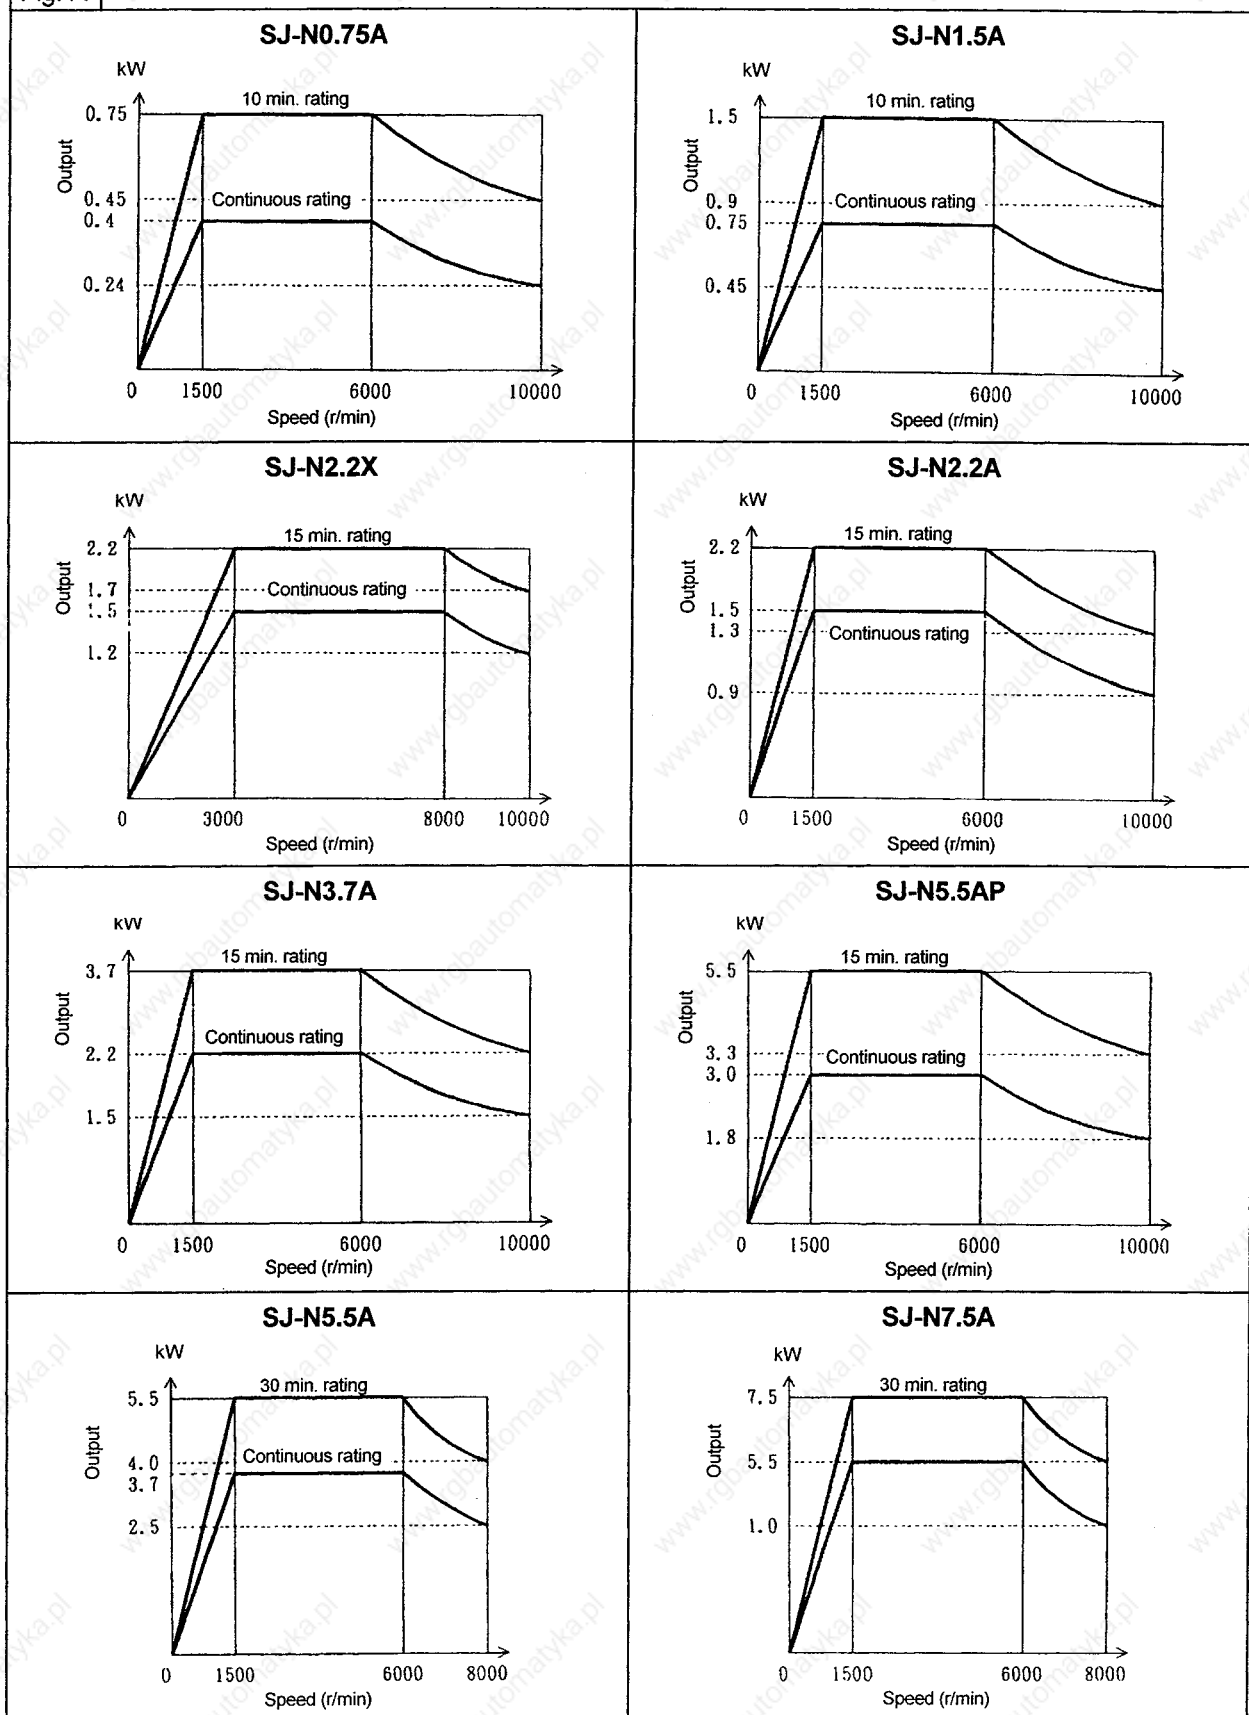 SJ-N0.75A
kW
10 min. rating
0.75
Output
0.45
Continuous rating
0.4
0.24
0 1500 6000 10000
Speed (r/min)
SJ-N1.5A
kW
10 min. rating
1.5
Output
0.9
Continuous rating
0.75
0.45
0 1500 6000 10000
Speed (r/min)
SJ-N2.2X
kW
15 min. rating
2.2
Output
1.7
Continuous rating
1.5
1.2
0 3000 8000 10000
Speed (r/min)
SJ-N2.2A
kW
15 min. rating
2.2
Output
1.5
1.3
Continuous rating
0.9
0 1500 6000 10000
Speed (r/min)
SJ-N3.7A
kW
15 min. rating
3.7
Output
Continuous rating
2.2
1.5
0 1500 6000 10000
Speed (r/min)
SJ-N5.5AP
kW
15 min. rating
5.5
Output
3.3
Continuous rating
3.0
1.8
0 1500 6000 10000
Speed (r/min)
SJ-N5.5A
kW
30 min. rating
5.5
Output
Continuous rating
4.0
3.7
2.5
0 1500 6000 8000
Speed (r/min)
SJ-N7.5A
kW
30 min. rating
7.5
Output
5.5
1.0
0 1500 6000 8000
Speed (r/min)
www.rgbautomatyka.pl